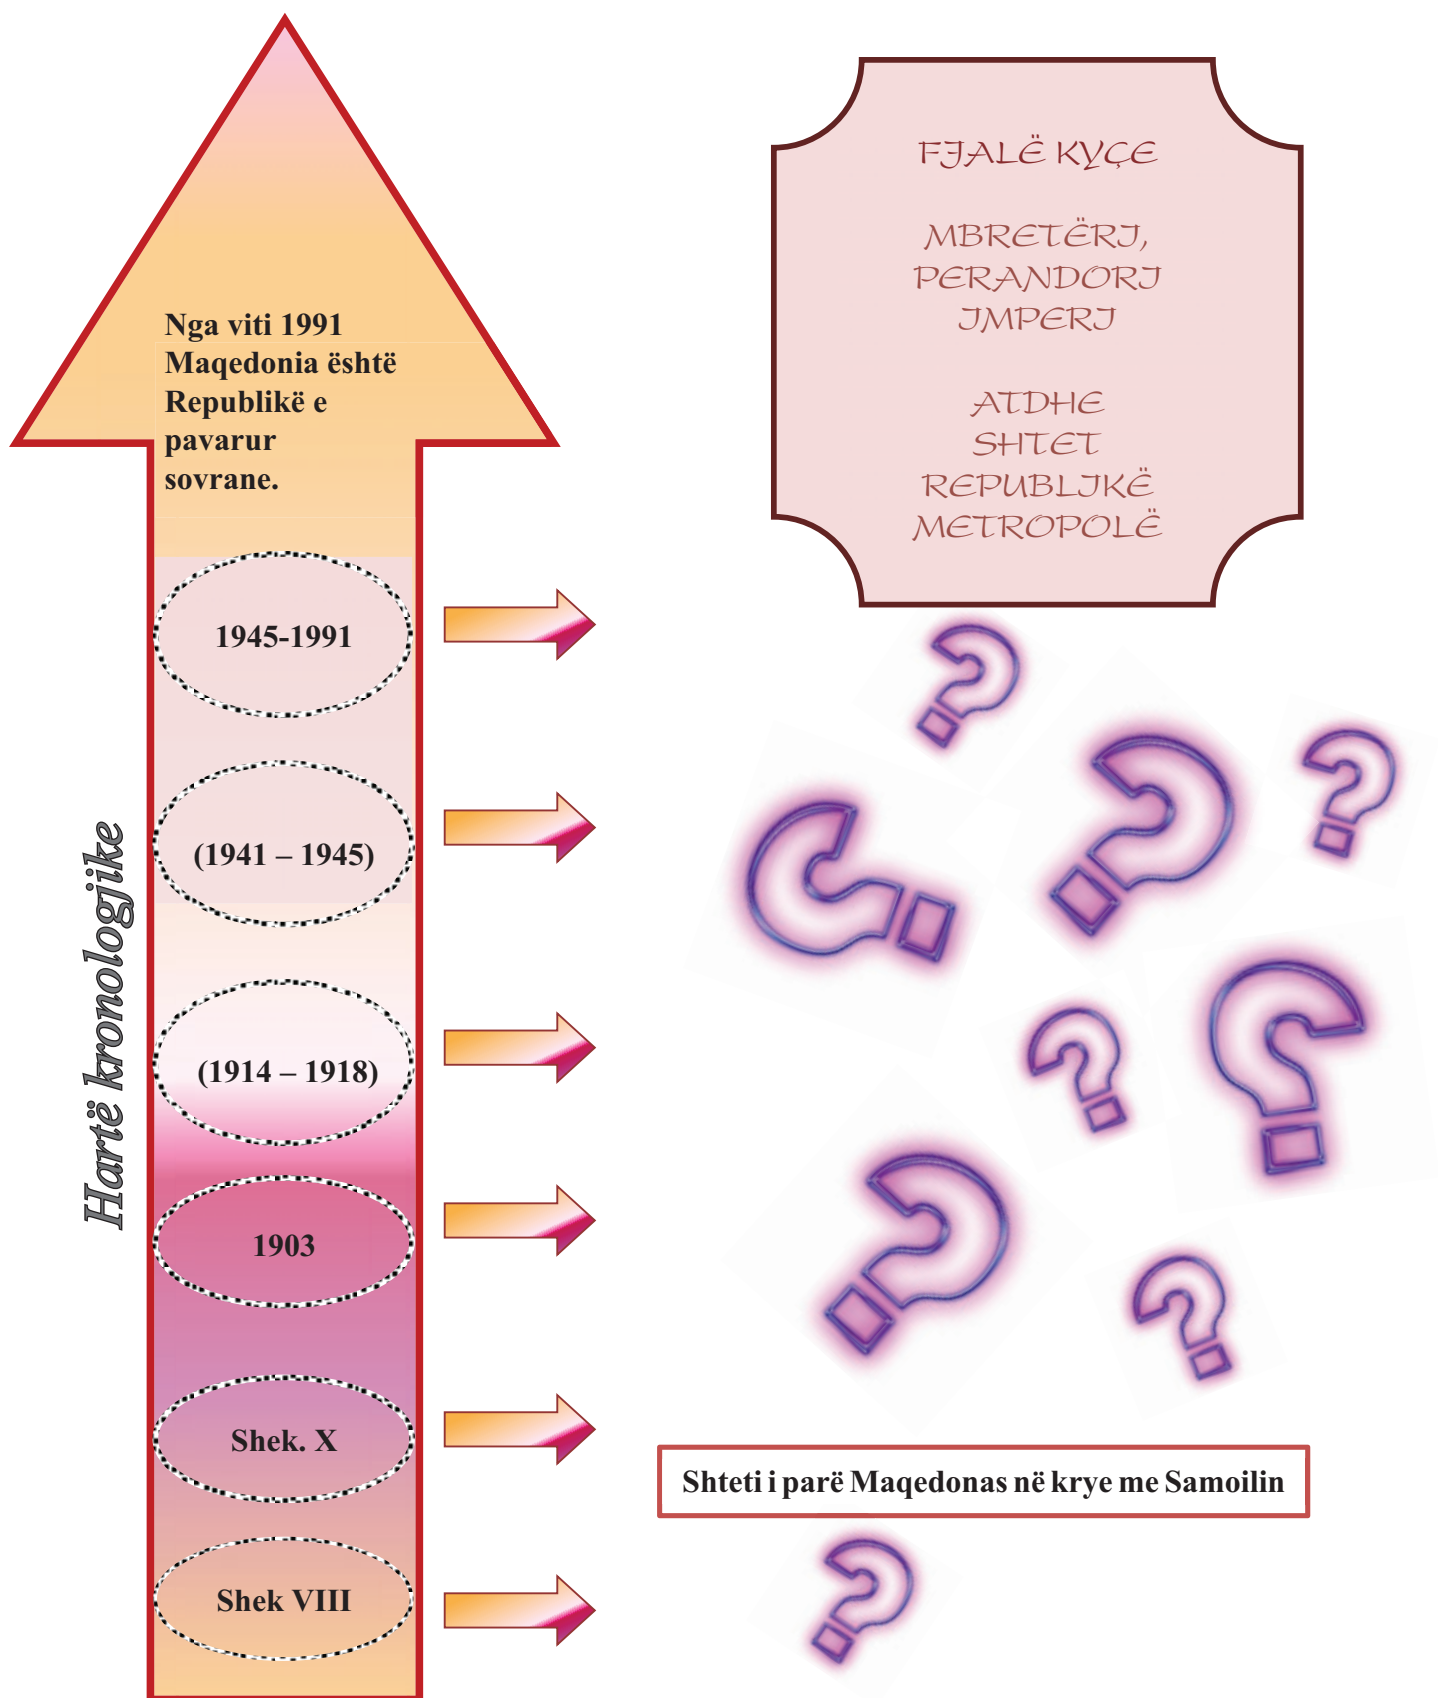 Nga viti 1991
Maqedonia është
Republikë e
pavarur
sovrane.
FJALË KYÇE
MBRETËRI,
PERANDORI
IMPERI
ATDHE
SHTET
REPUBLIKË
METROPOLË
Hartë kronologjike
1945-1991
(1941 – 1945)
(1914 – 1918)
1903
Shek. X
Shteti i parë Maqedonas në krye me Samoilin
Shek VIII